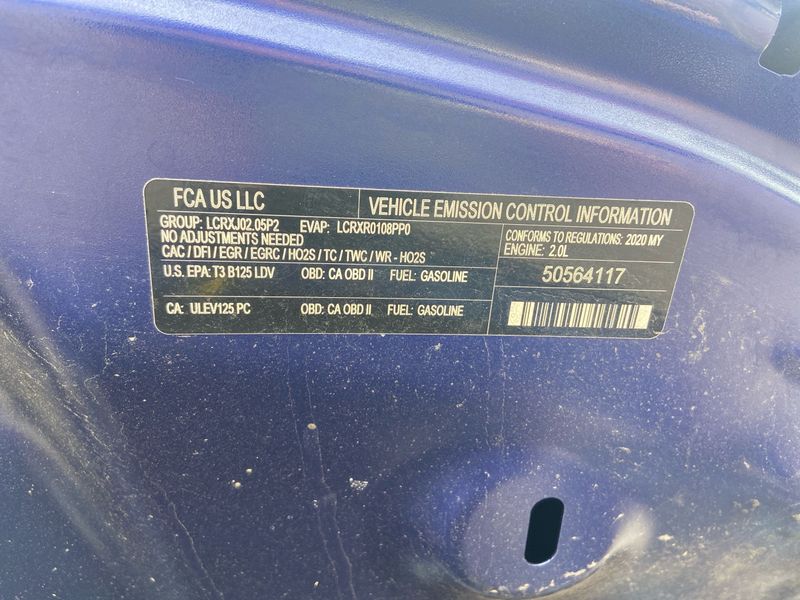 FCA US LLC
VEHICLE EMISSION CONTROL INFORMATION
GROUP: LCRXJ02.05P2 EVAP: LCRXR0108PP0
NO ADJUSTMENTS NEEDED
CAC / DFI / EGR / EGRC / HO2S / TC / TWC / WR - HO2S
U.S. EPA: T3 B125 LDV OBD: CA OBD II FUEL: GASOLINE
CA: ULEV125 PC OBD: CA OBD II FUEL: GASOLINE
CONFORMS TO REGULATIONS: 2020 MY
ENGINE: 2.0L
50564117